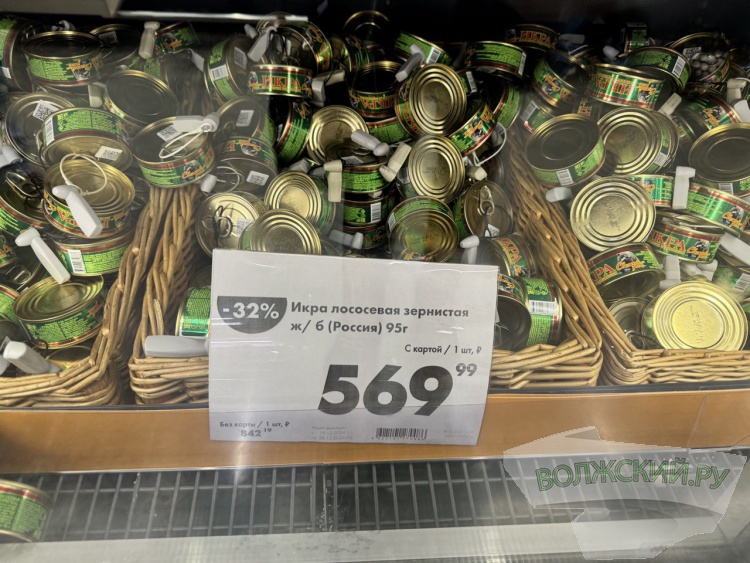 -32%
Икра лососевая зернистая
ж/ б (Россия) 95г
С картой / 1 шт, ₽
569 99
Без карты / 1 шт, ₽
842 19
ИКРА
ВОЛЖСКИЙ.РУ